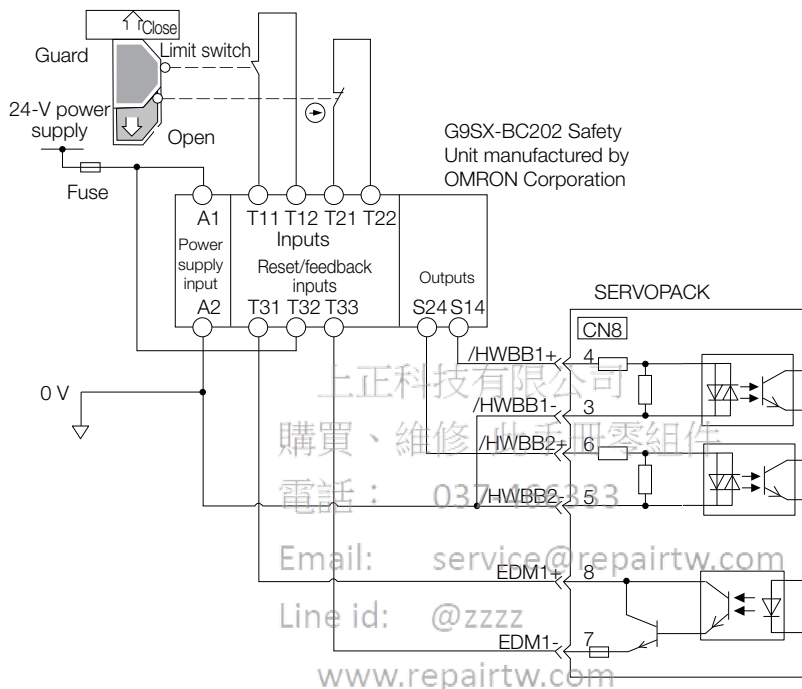 Close
Guard
Limit switch
24-V power
supply
Open
Fuse
G9SX-BC202 Safety
Unit manufactured by
OMRON Corporation
A1
T11 T12 T21 T22
Power
supply
input
Inputs
Reset/feedback
inputs
Outputs
A2
T31 T32 T33
S24 S14
SERVOPACK
CN8
/HWBB1+
4
0 V
上正科技有限公司
/HWBB1-
3
購買、維修 此手冊零組件
/HWBB2+
6
電話： 037-466333
/HWBB2-
5
Email: service@repairtw.com
EDM1+
8
Line id: @zzzz
EDM1-
7
www.repairtw.com